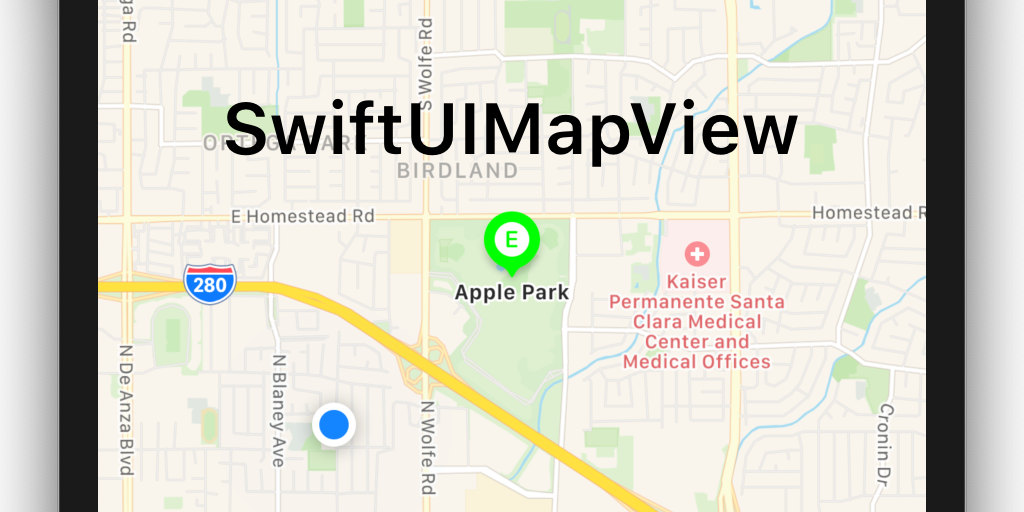 ga Rd
S Wolfe Rd
SwiftUIMapView
BIRDLAND
E Homestead Rd
Homestead R
E
280
Apple Park
Kaiser
Permanente Santa
Clara Medical
Center and
Medical Offices
N De Anza Blvd
N Blaney Ave
N Wolfe Rd
Cronin Dr